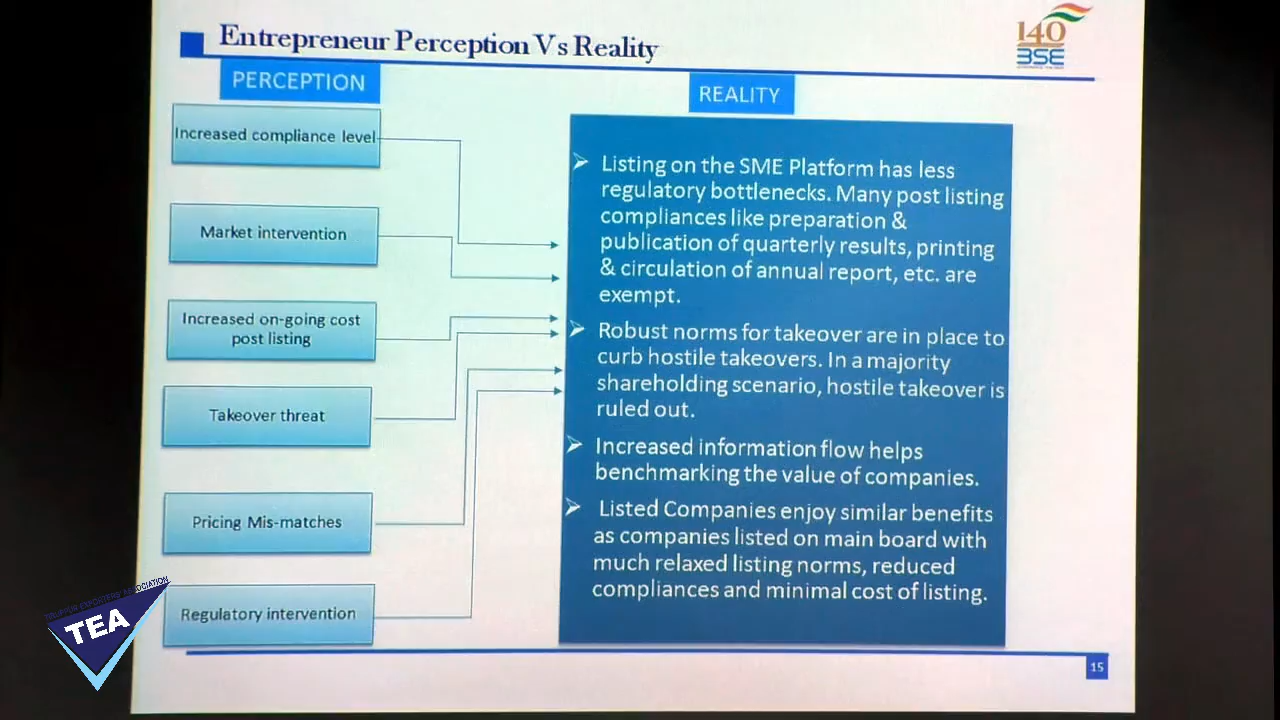 Entrepreneur Perception Vs Reality
140
BSE
PERCEPTION
REALITY
Increased compliance level
Market intervention
Increased on-going cost
post listing
Takeover threat
Pricing Mis-matches
Regulatory intervention
➢ Listing on the SME Platform has less
regulatory bottlenecks. Many post listing
compliances like preparation &
publication of quarterly results, printing
& circulation of annual report, etc. are
exempt.
➢ Robust norms for takeover are in place to
curb hostile takeovers. In a majority
shareholding scenario, hostile takeover is
ruled out.
➢ Increased information flow helps
benchmarking the value of companies.
➢ Listed Companies enjoy similar benefits
as companies listed on main board with
much relaxed listing norms, reduced
compliances and minimal cost of listing.
TIRUPUR EXPORTERS' ASSOCIATION
TEA
15